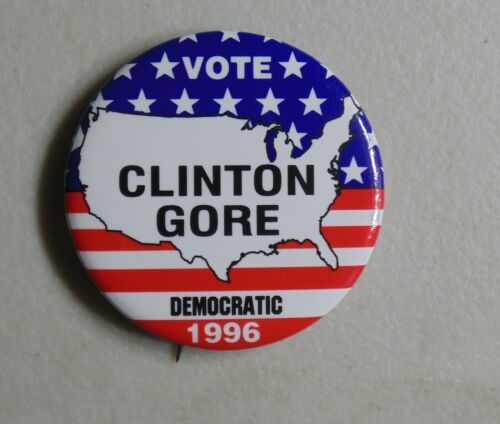 VOTE
CLINTON
GORE
DEMOCRATIC
1996